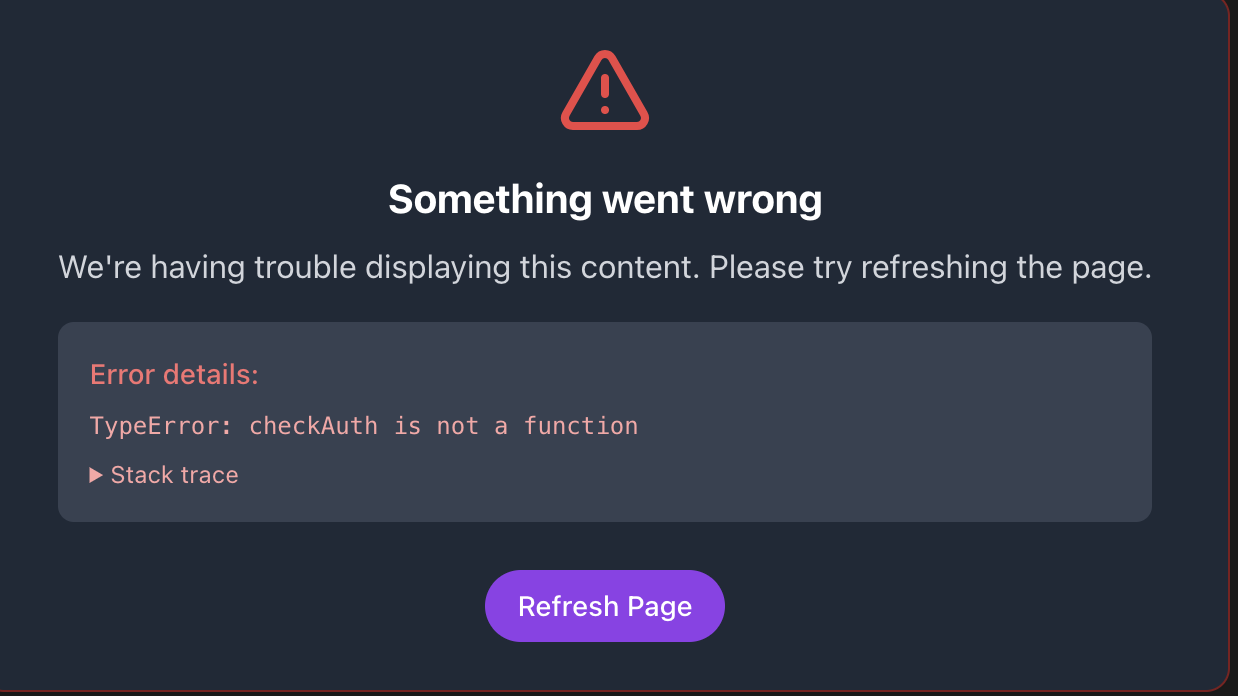 Something went wrong
We're having trouble displaying this content. Please try refreshing the page.
Error details:
TypeError: checkAuth is not a function
▶ Stack trace
Refresh Page